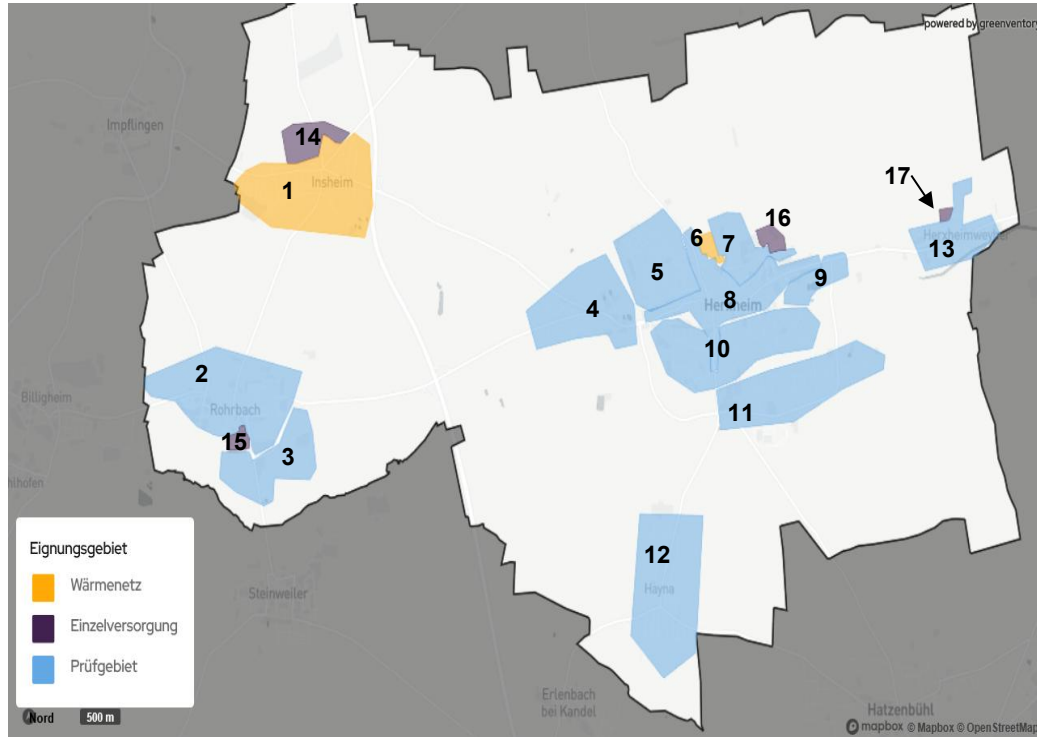 powered by greenventory
Impflingen
14
Insheim
1
17
16
Herxheimweyher
13
6
7
5
9
4
8
Herxheim
10
2
Billigheim
Rohrbach
11
15
3
Eignungsgebiet
Wärmenetz
Einzelversorgung
Prüfgebiet
12
Hayna
Steinweiler
Erlenbach
bei Kandel
Hatzenbühl
Nord
500 m
mapbox © Mapbox © OpenStreetMap